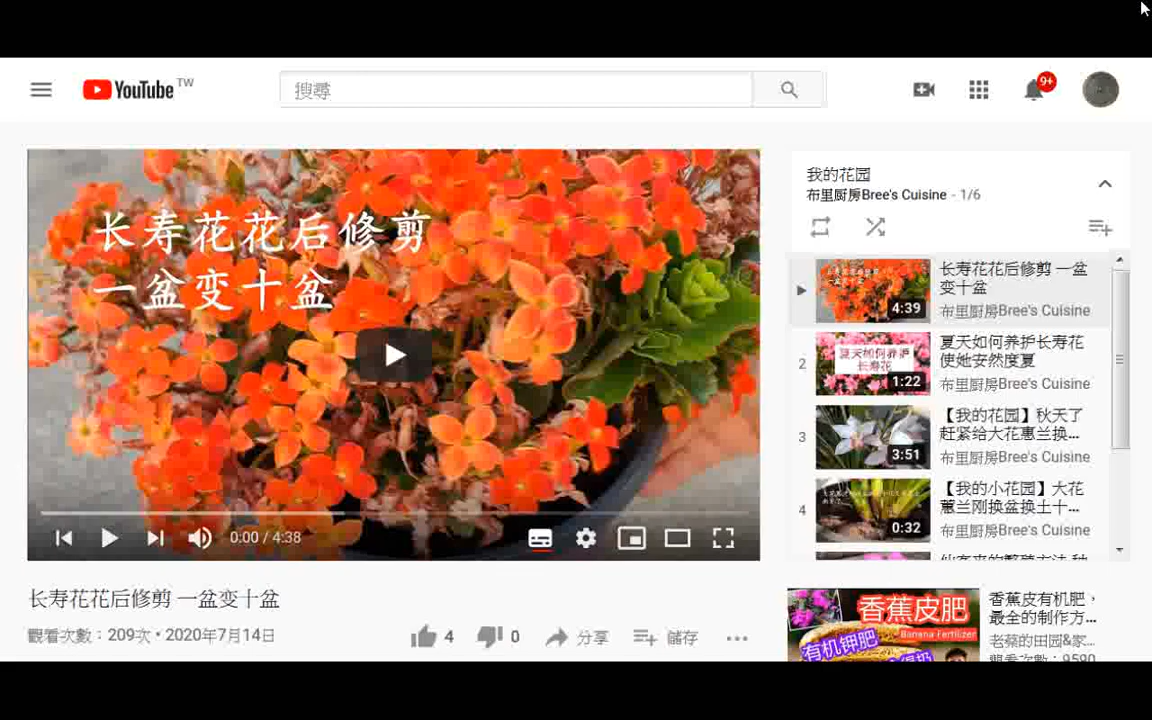 YouTube TW
搜尋
9+
长寿花花后修剪
一盆变十盆
0:00 / 4:38
长寿花花后修剪 一盆变十盆
觀看次數：209次 • 2020年7月14日
4
0
分享
儲存
我的花园
布里厨房Bree's Cuisine - 1/6
4:39
长寿花花后修剪 一盆
变十盆
布里厨房Bree's Cuisine
2
夏天如何养护
长寿花
1:22
夏天如何养护长寿花
使她安然度夏
布里厨房Bree's Cuisine
3
3:51
【我的花园】秋天了
赶紧给大花惠兰换...
布里厨房Bree's Cuisine
4
0:32
【我的小花园】大花
蕙兰刚换盆换土十...
布里厨房Bree's Cuisine
香蕉皮肥
Banana Fertilizer
有机钾肥
香蕉皮有机肥，
最全的制作方...
老蔡的田园&家...